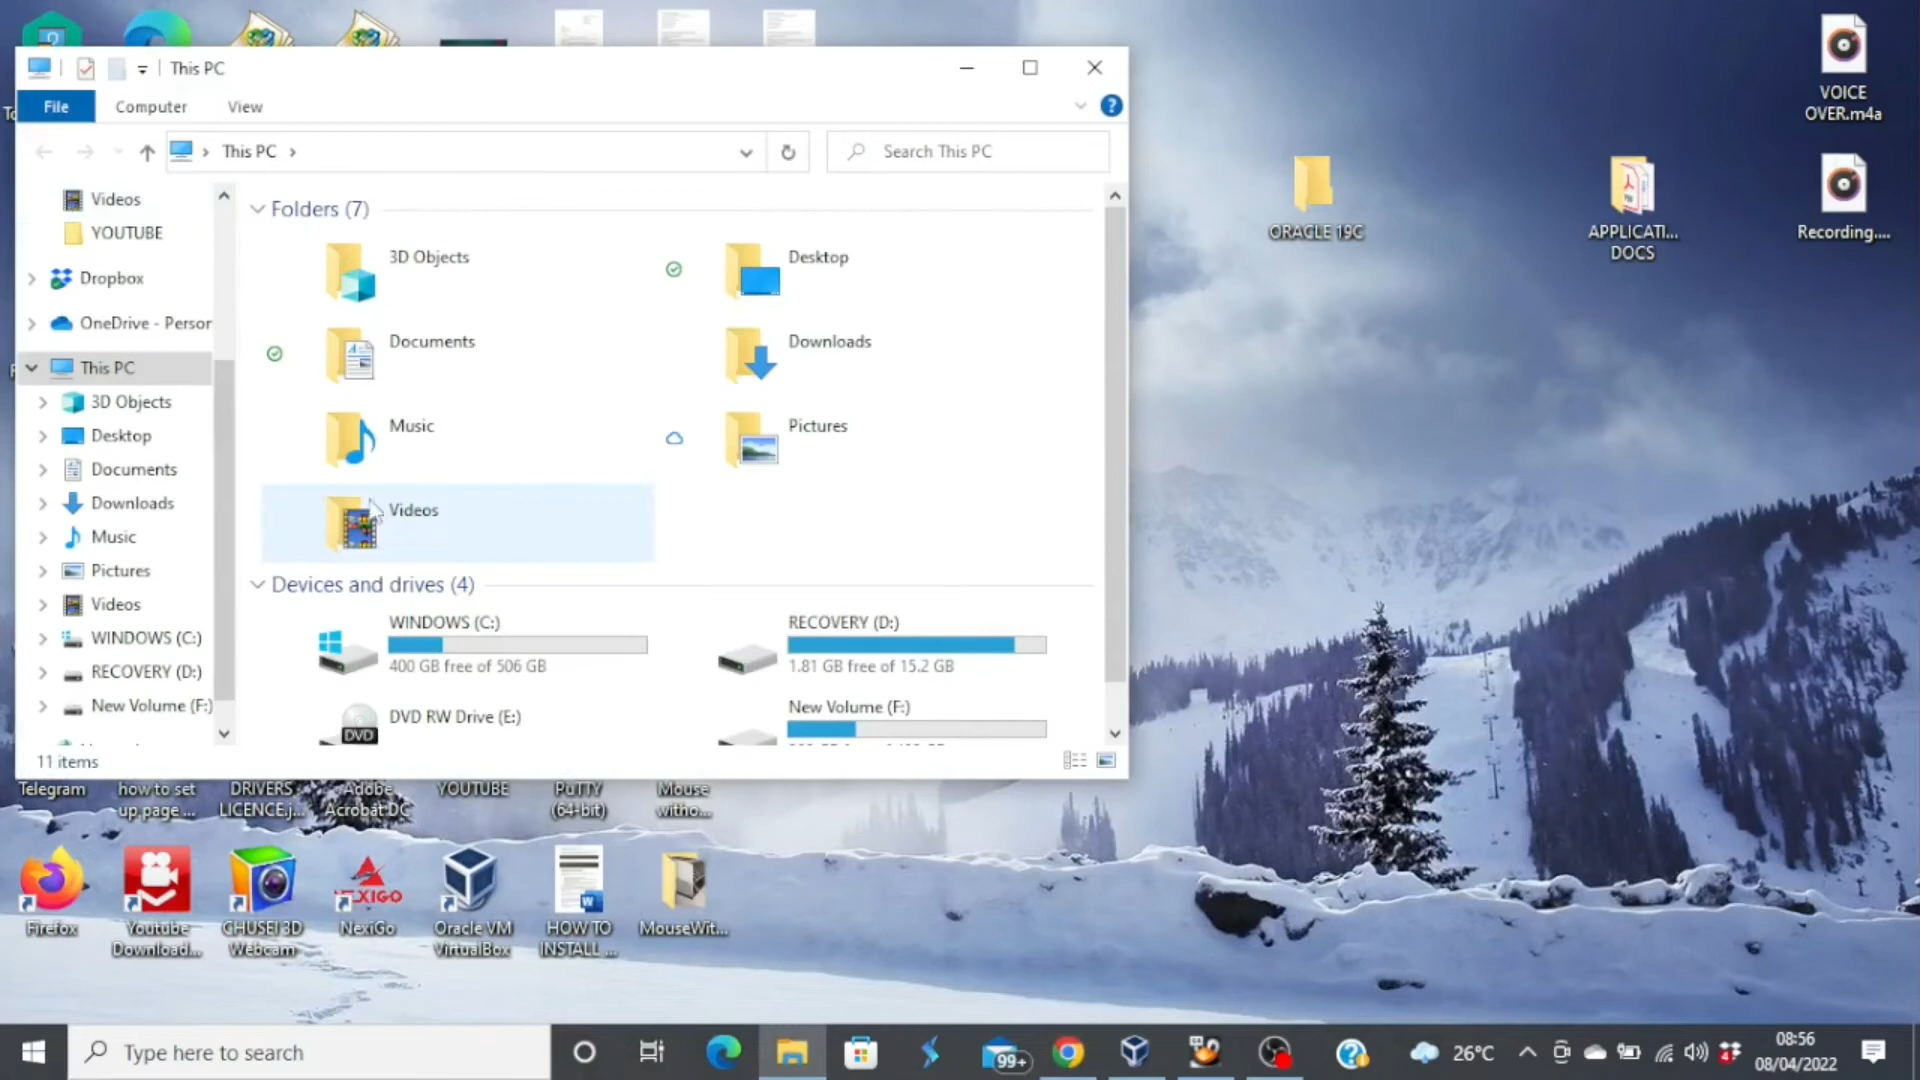 This PC
File
Computer
View
This PC
Search This PC
Videos
YOUTUBE
Dropbox
OneDrive - Person
This PC
3D Objects
Desktop
Documents
Downloads
Music
Pictures
Videos
WINDOWS (C:)
RECOVERY (D:)
New Volume (F:)
Folders (7)
3D Objects
Desktop
Documents
Downloads
Music
Pictures
Videos
Devices and drives (4)
WINDOWS (C:)
400 GB free of 506 GB
RECOVERY (D:)
1.81 GB free of 15.2 GB
DVD RW Drive (E:)
DVD
New Volume (F:)
11 items
VOICE
OVER.m4a
ORACLE 19C
APPLICATI...
DOCS
Recording....
Telegram
how to set
up page ...
DRIVERS
LICENCE.j...
Adobe
Acrobat DC
YOUTUBE
PuTTY
(64-bit)
Mouse
witho...
Firefox
Youtube
Download...
CHUSEI 3D
Webcam
NEXIGO
NexiGo
Oracle VM
VirtualBox
HOW TO
INSTALL ...
MouseWit...
Type here to search
99+
26°C
08:56
08/04/2022